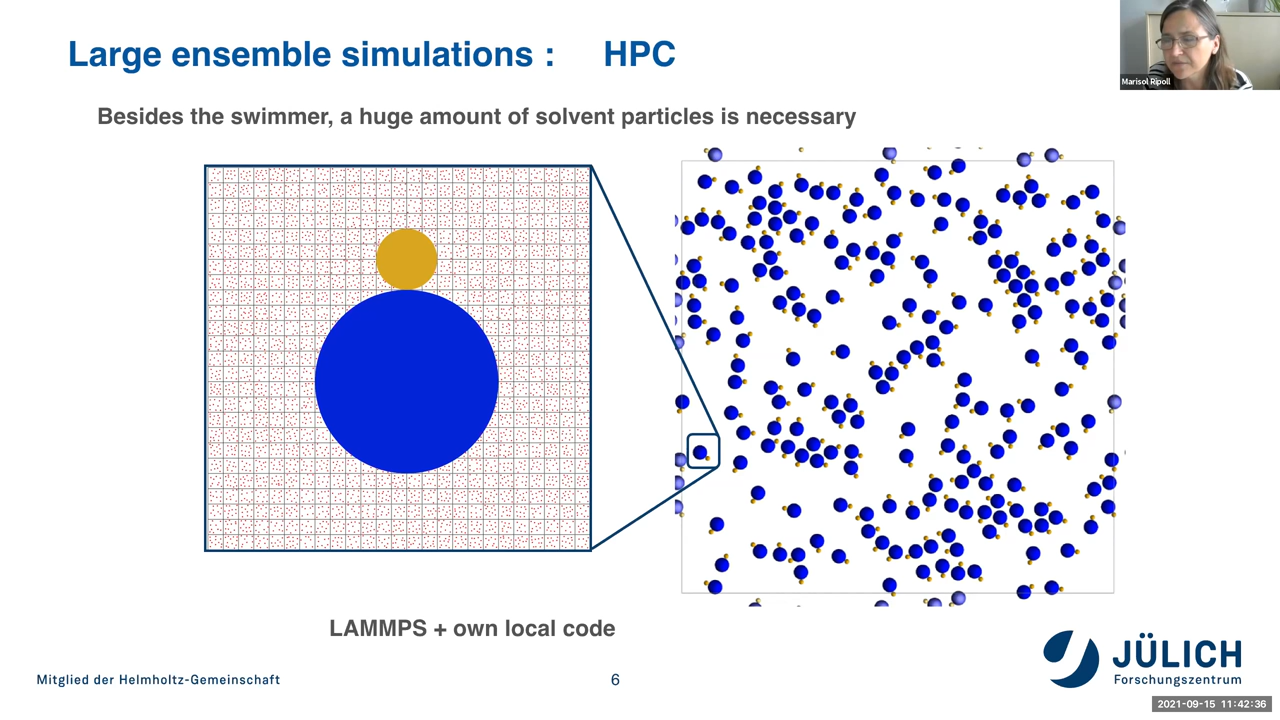 Large ensemble simulations : HPC
Marisol Ripoll
Besides the swimmer, a huge amount of solvent particles is necessary
LAMMPS + own local code
JÜLICH
Forschungszentrum
Mitglied der Helmholtz-Gemeinschaft
6
2021-09-15 11:42:36